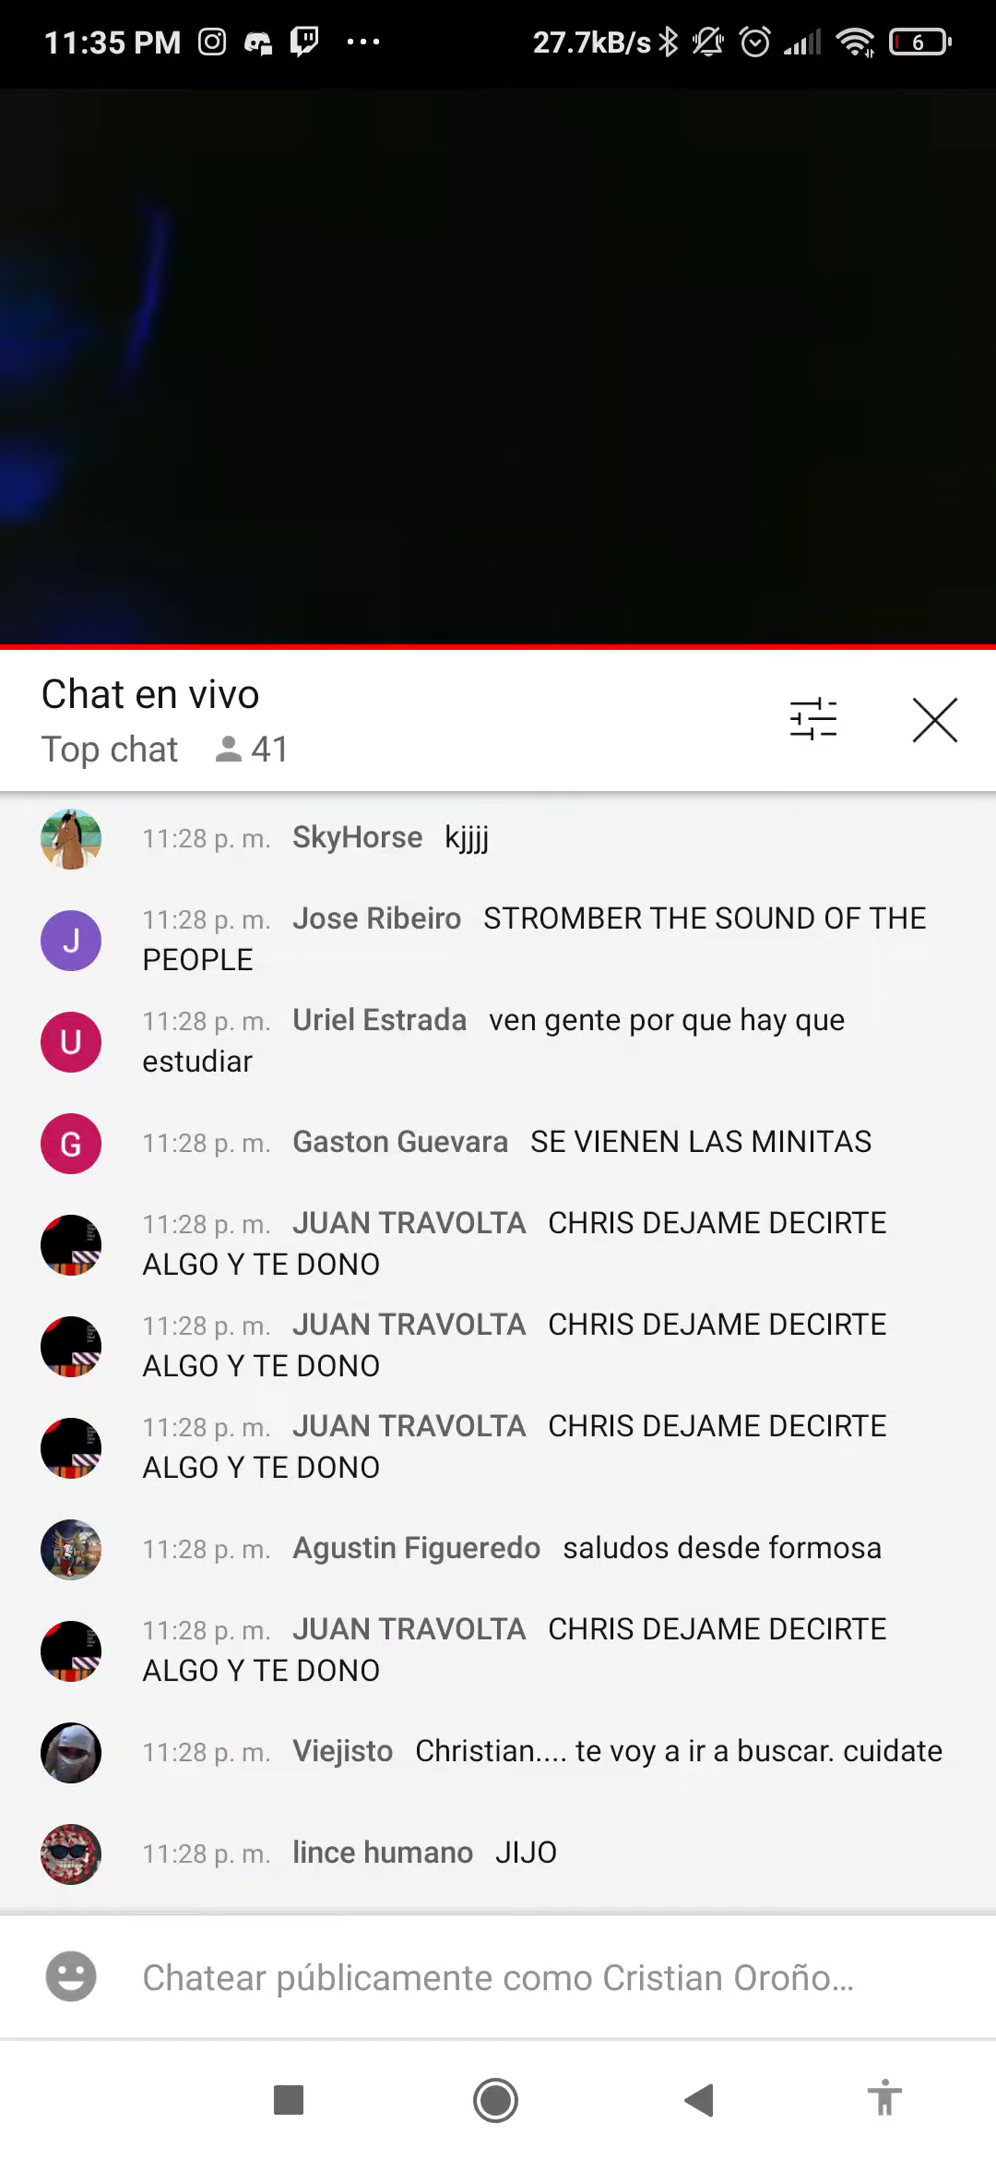 11:35 PM ... 27.7kB/s 6
Chat en vivo
Top chat 41
11:28 p. m. SkyHorse kjjjj
J 11:28 p. m. Jose Ribeiro STROMBER THE SOUND OF THE
PEOPLE
U 11:28 p. m. Uriel Estrada ven gente por que hay que
estudiar
G 11:28 p. m. Gaston Guevara SE VIENEN LAS MINITAS
11:28 p. m. JUAN TRAVOLTA CHRIS DEJAME DECIRTE
ALGO Y TE DONO
11:28 p. m. JUAN TRAVOLTA CHRIS DEJAME DECIRTE
ALGO Y TE DONO
11:28 p. m. JUAN TRAVOLTA CHRIS DEJAME DECIRTE
ALGO Y TE DONO
11:28 p. m. Agustin Figueredo saludos desde formosa
11:28 p. m. JUAN TRAVOLTA CHRIS DEJAME DECIRTE
ALGO Y TE DONO
11:28 p. m. Viejisto Christian.... te voy a ir a buscar. cuidate
11:28 p. m. lince humano JIJO
Chatear públicamente como Cristian Oroño...